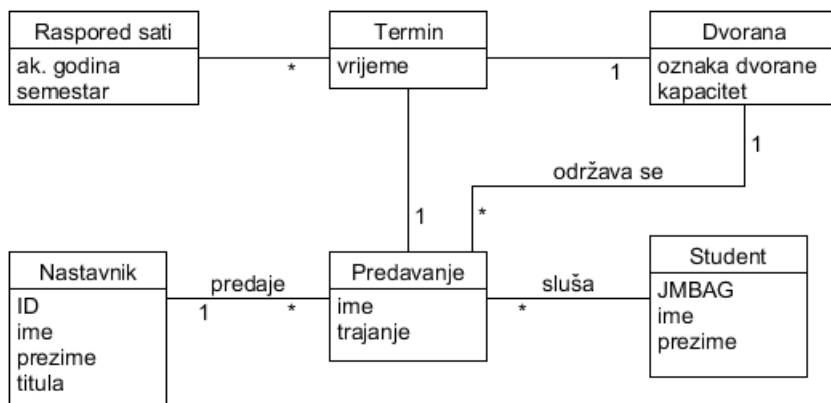 Raspored sati
ak. godina
semestar
*
Termin
vrijeme
1
Dvorana
oznaka dvorane
kapacitet
1
održava se
*
1
Nastavnik
ID
ime
prezime
titula
predaje
1
*
Predavanje
ime
trajanje
sluša
*
Student
JMBAG
ime
prezime